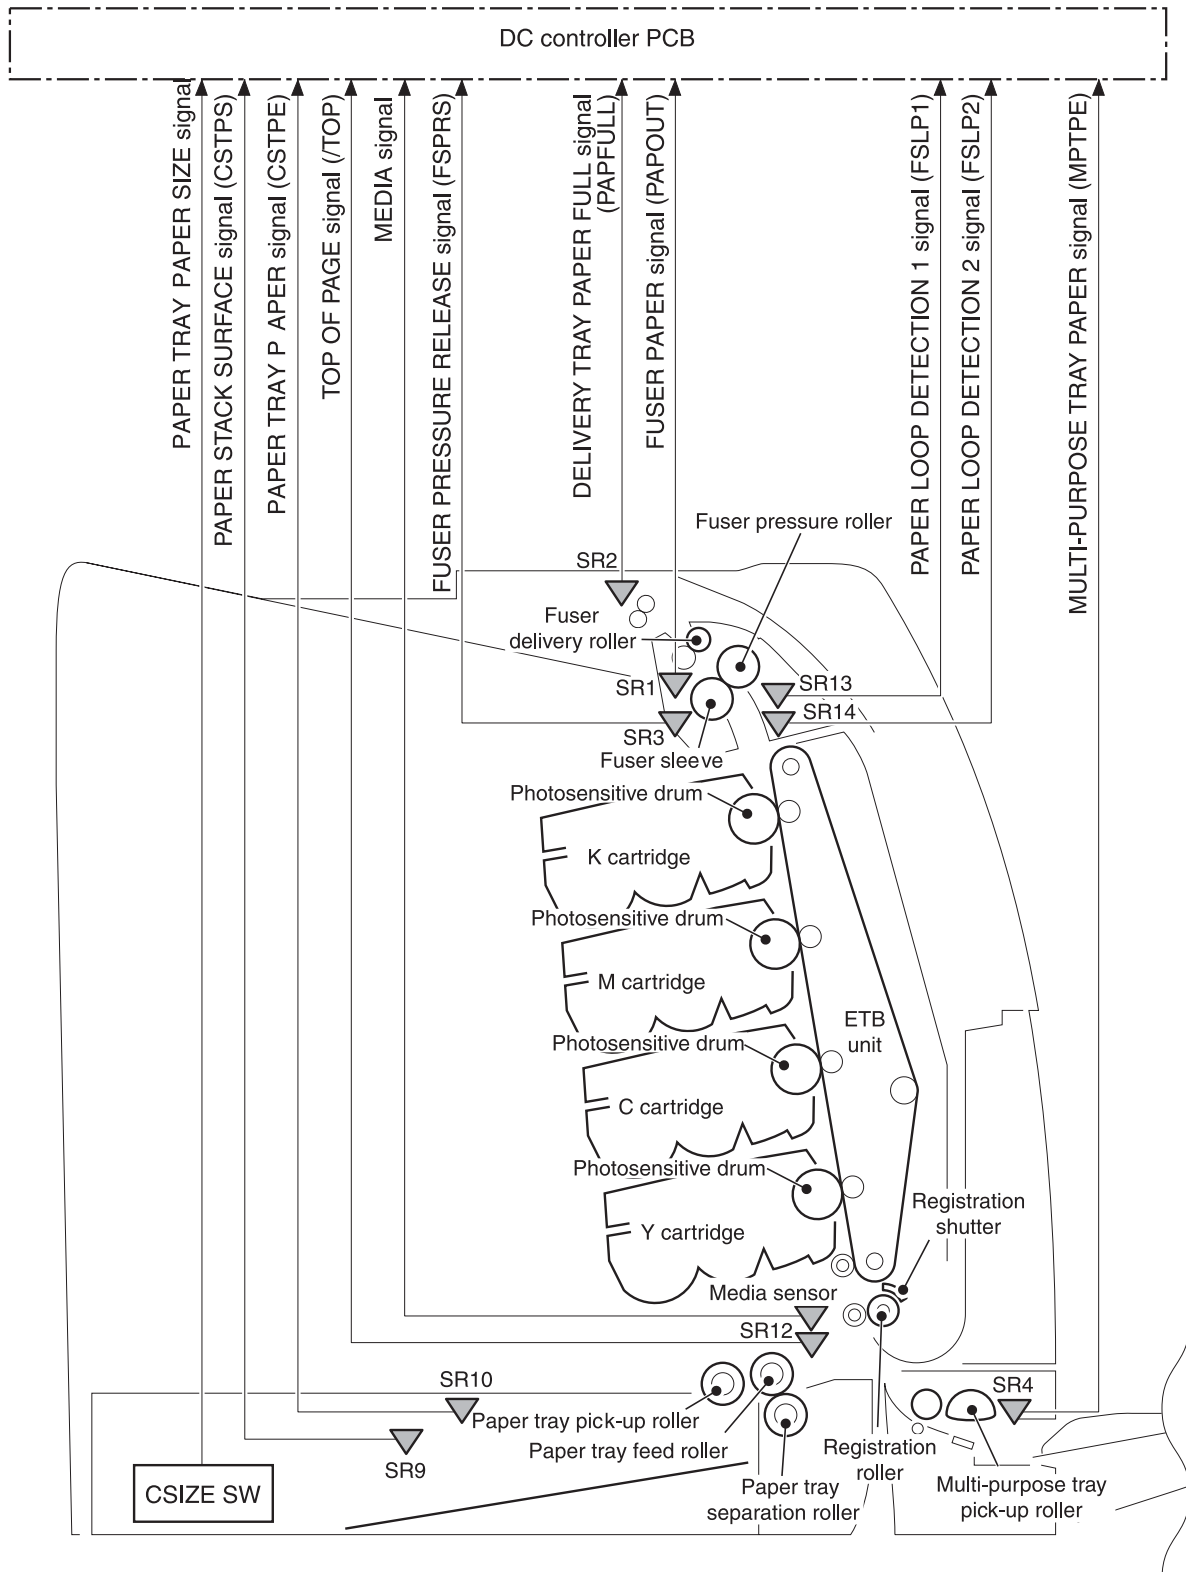 DC controller PCB
PAPER TRAY PAPER SIZE signal
PAPER STACK SURFACE signal (CSTPS)
PAPER TRAY P APER signal (CSTPE)
TOP OF PAGE signal (/TOP)
MEDIA signal
FUSER PRESSURE RELEASE signal (FSPRS)
DELIVERY TRAY PAPER FULL signal
(PAPFULL)
FUSER PAPER signal (PAPOUT)
PAPER LOOP DETECTION 1 signal (FSLP1)
PAPER LOOP DETECTION 2 signal (FSLP2)
MULTI-PURPOSE TRAY PAPER signal (MPTPE)
Fuser pressure roller
SR2
Fuser
delivery roller
SR1
SR13
SR14
SR3
Fuser sleeve
Photosensitive drum
K cartridge
Photosensitive drum
M cartridge
ETB
unit
Photosensitive drum
C cartridge
Photosensitive drum
Registration
shutter
Y cartridge
Media sensor
SR12
SR10
SR4
Paper tray pick-up roller
Paper tray feed roller
SR9
Registration
roller
CSIZE SW
Paper tray
separation roller
Multi-purpose tray
pick-up roller